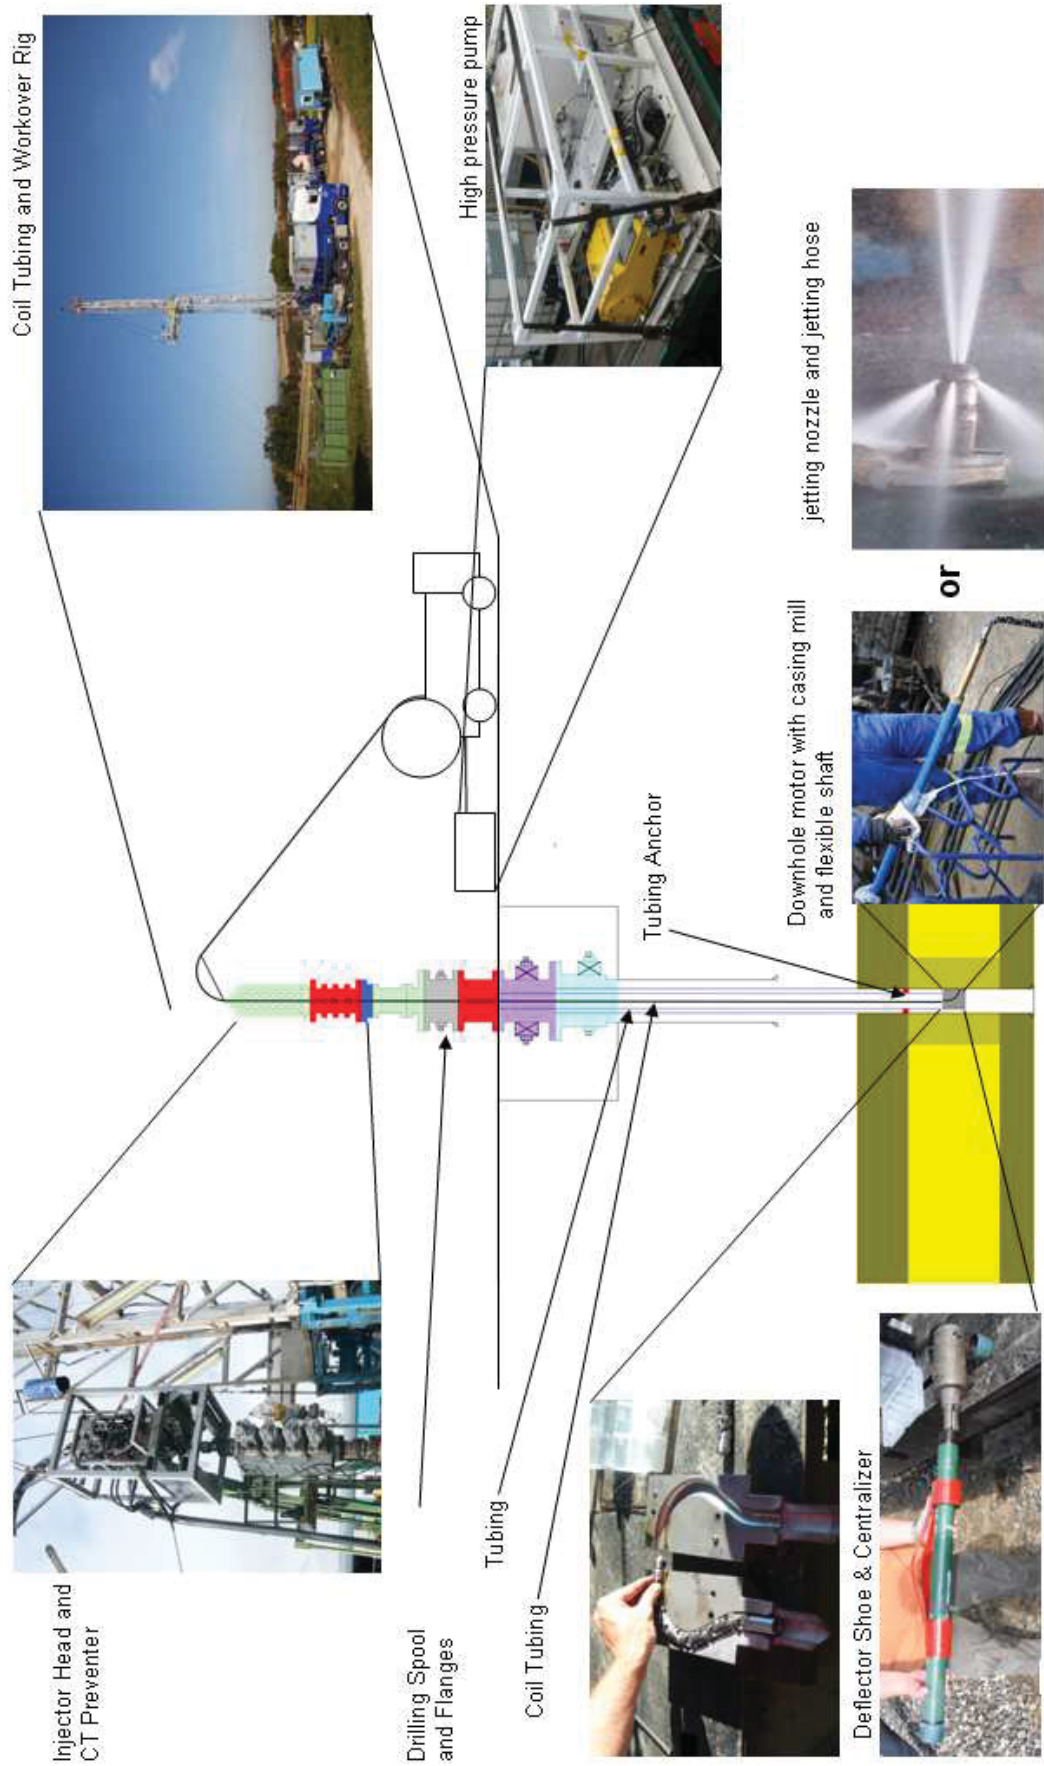 Coil Tubing and Workover Rig
High pressure pump
jetting nozzle and jetting hose
or
Downhole motor with casing mill
and flexible shaft
Tubing Anchor
Injector Head and
CT Preventer
Drilling Spool
and Flanges
Tubing
Coil Tubing
Deflector Shoe & Centralizer